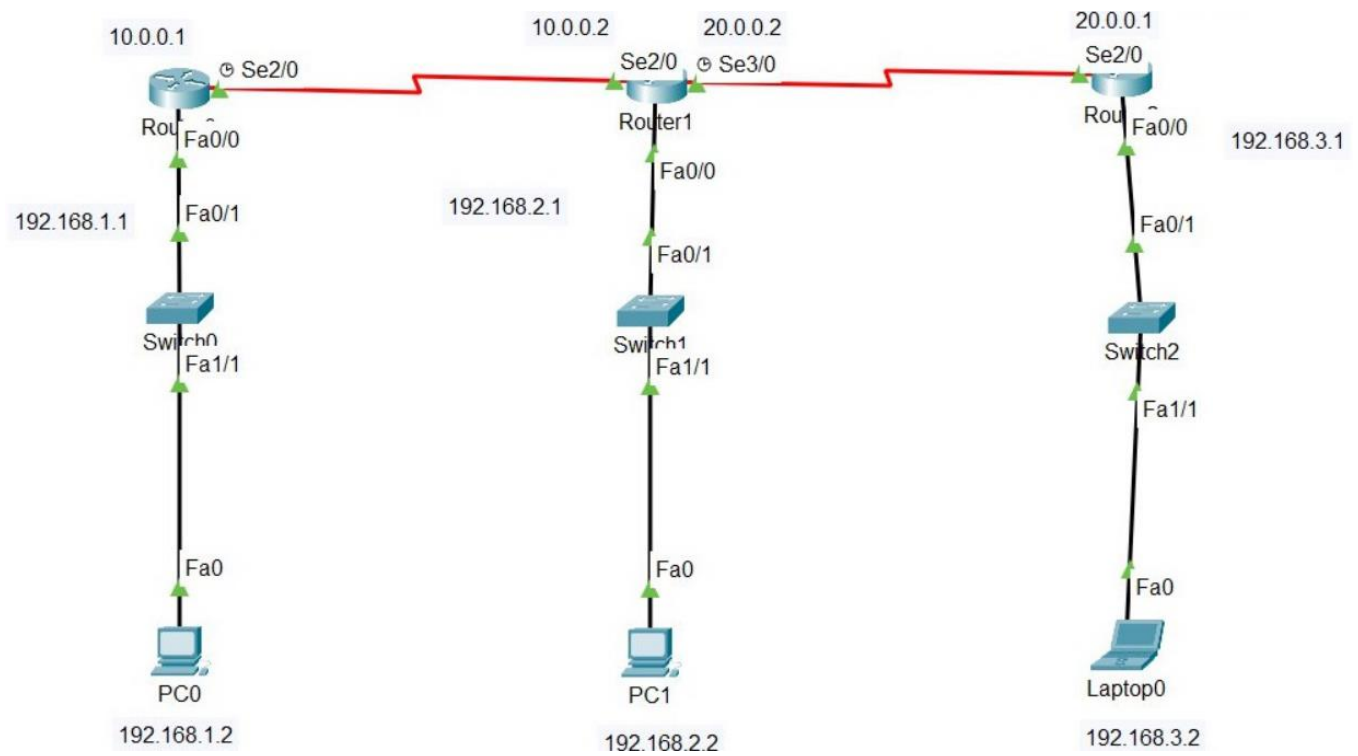 10.0.0.1
10.0.0.2
20.0.0.2
20.0.0.1
Se2/0
Se2/0
Se3/0
Se2/0
Router1
Fa0/0
Fa0/0
Fa0/0
192.168.3.1
192.168.1.1
Fa0/1
192.168.2.1
Fa0/1
Fa0/1
Switch0
Switch1
Switch2
Fa1/1
Fa1/1
Fa1/1
Fa0
Fa0
Fa0
PC0
PC1
Laptop0
192.168.1.2
192.168.2.2
192.168.3.2